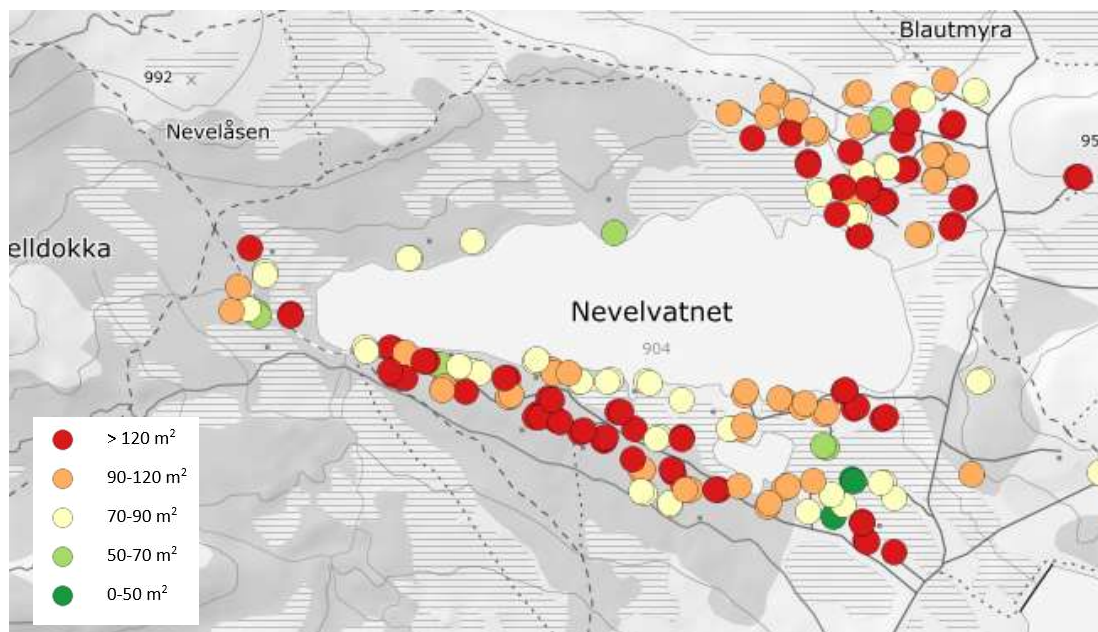 Blautmyra
992
Nevelåsen
95
elldokka
Nevelvatnet
904
> 120 m²
90-120 m²
70-90 m²
50-70 m²
0-50 m²